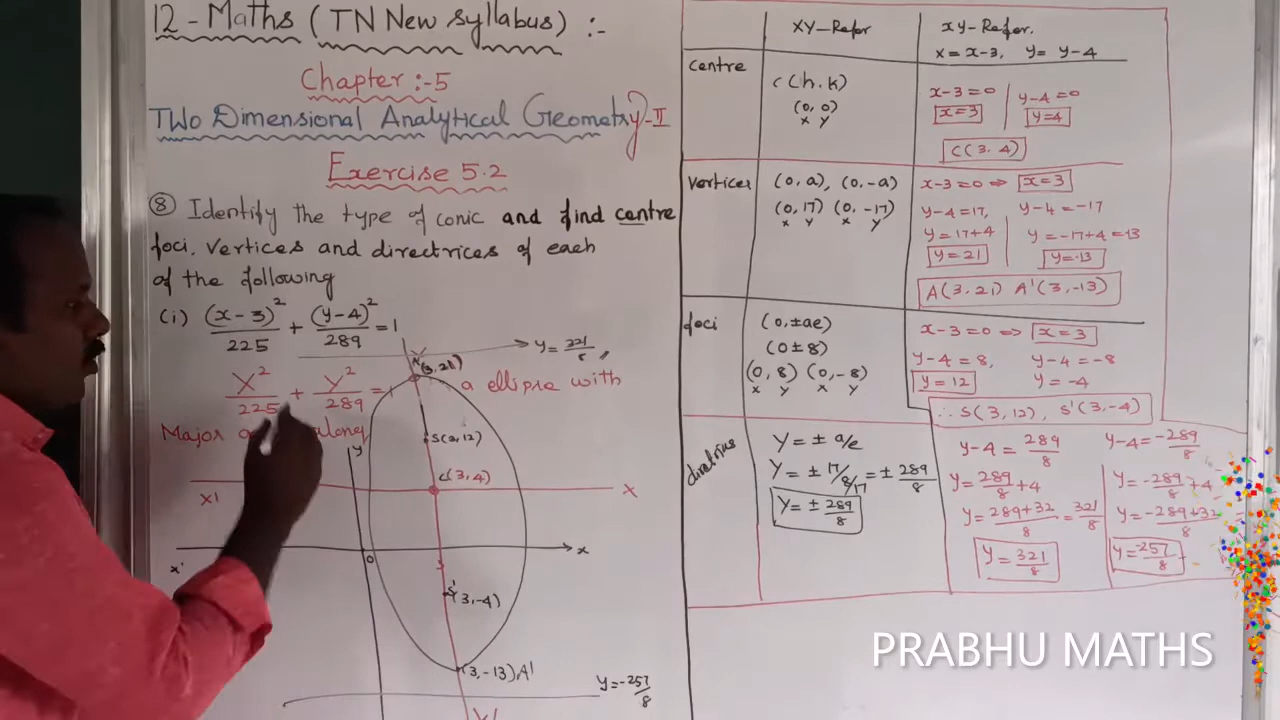 12 - Maths ( TN New syllabus) :-
Chapter :-5
TWo Dimensional Analytical Geometry-II
Exercise 5.2
⑧ Identify the type of conic and find centre
foci, vertices and directrices of each
of the following
(i) (x-3)²/225 + (y-4)²/289 = 1
X²/225 + Y²/289 = 1 a ellipse with
Major along
y = 321/8
(3, 21)
S(3,12)
C(3,4)
y
x'
X
O
x
x'
S'(3,-4)
(3,-13)A'
y = -257/8
XY-Refer
xy-Refer.
x = x-3, y = y-4
centre
C(h,k)
(0, 0)
x y
x-3=0
x=3
y-4=0
y=4
C(3,4)
vertices
(0,a), (0,-a)
(0,17) (0,-17)
x y x y
x-3=0 ⇒ x=3
y-4=17, y-4=-17
y=17+4 y=-17+4=13
y=21 y=-13
A(3,21) A'(3,-13)
foci
(0,±ae)
(0±8)
(0, 8) (0,-8)
x y x y
x-3=0 ⇒ x=3
y-4=8, y-4=-8
y=12 y=-4
∴ S(3,12), S'(3,-4)
Y = ± a/e
Y = ± 17/8/17 = ± 289/8
Y = ± 289/8
y-4 = 289/8 y-4 = -289/8
y = 289/8 + 4 y = -289/8 + 4
y = 289+32/8 = 321/8 y = -289+32/8
y = 321/8 y = -257/8
PRABHU MATHS